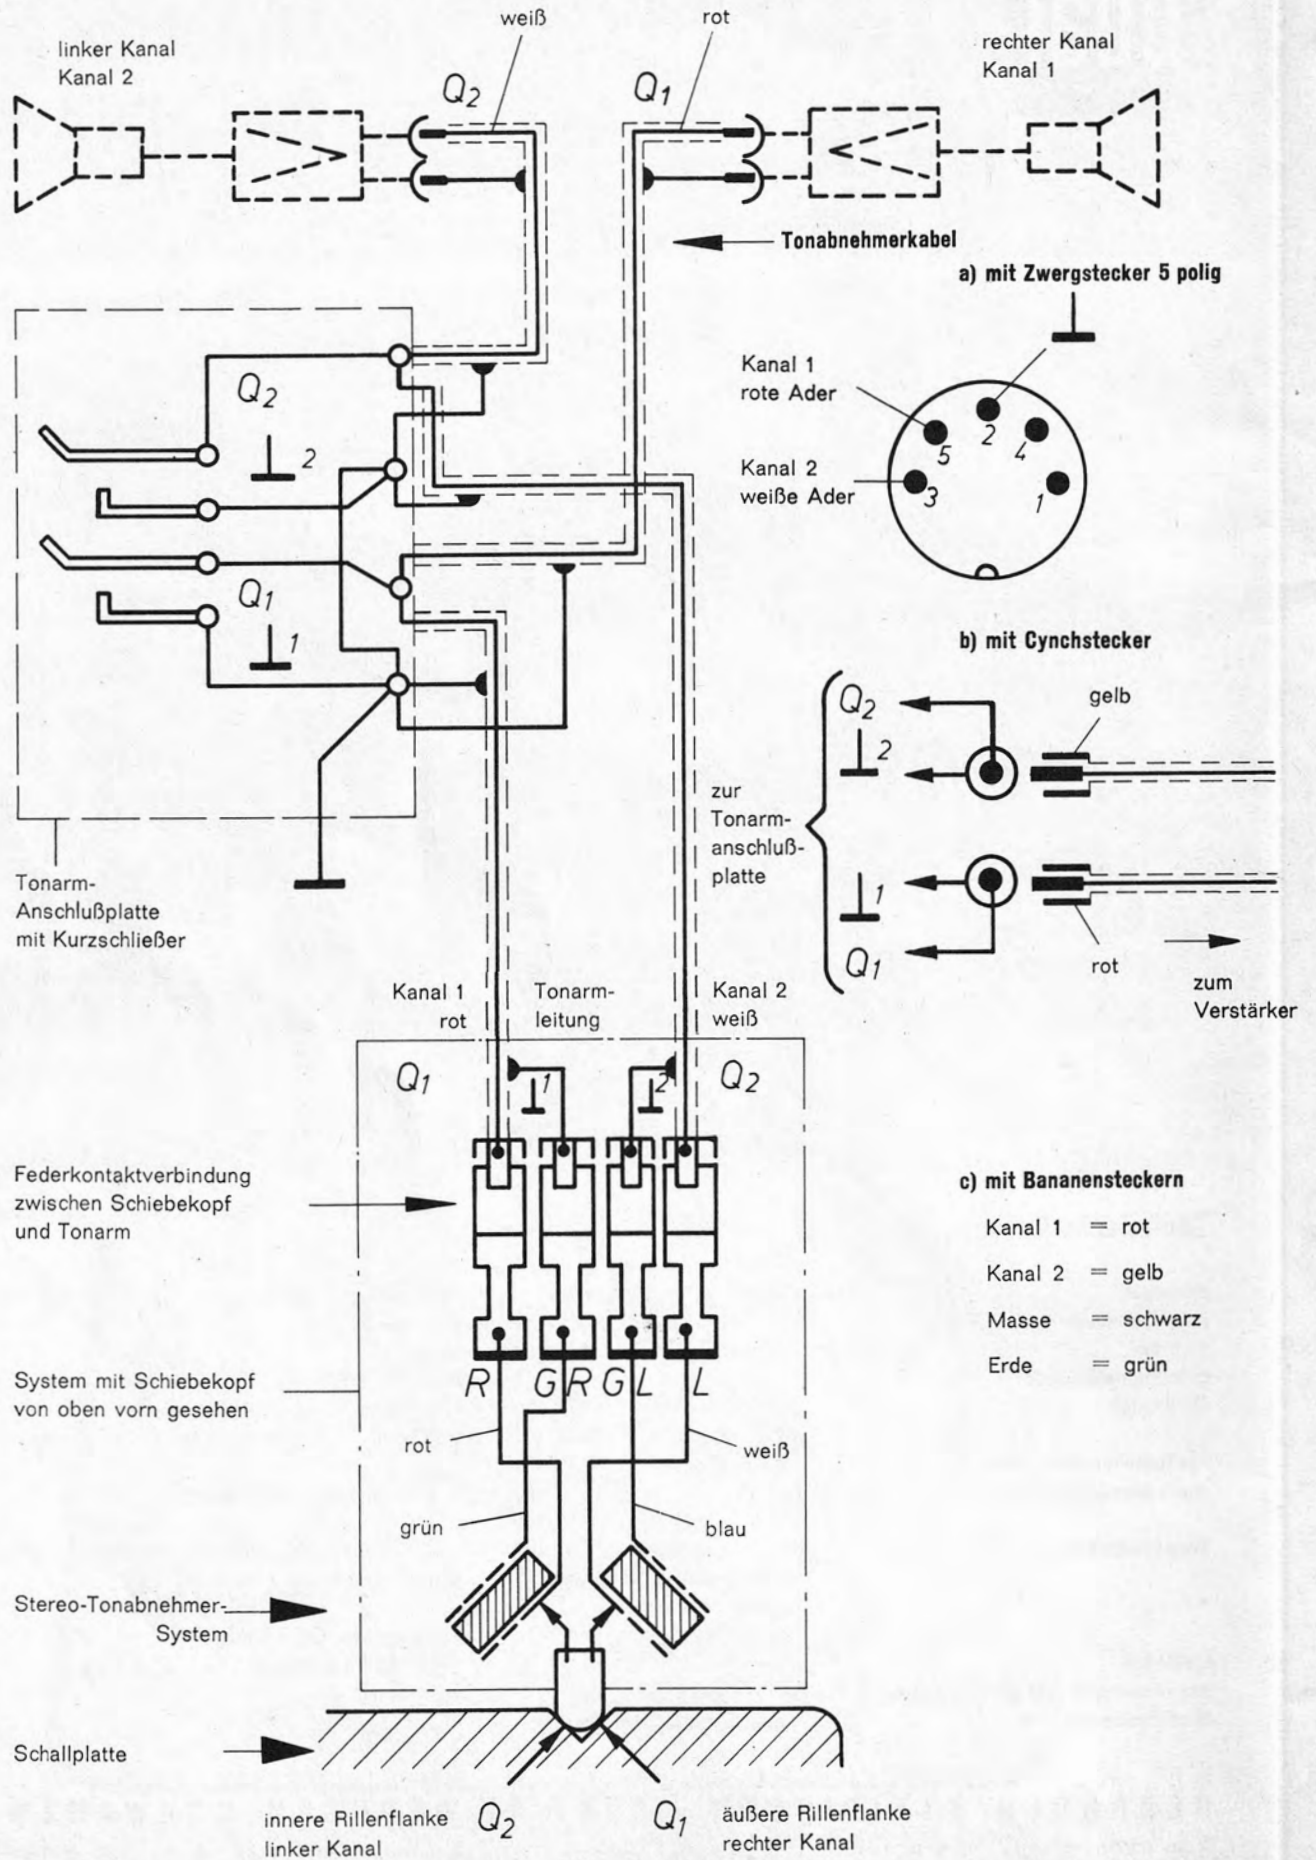 weiß
rot
linker Kanal
Kanal 2
rechter Kanal
Kanal 1
Q2
Q1
Tonabnehmerkabel
a) mit Zwergstecker 5 polig
Kanal 1
rote Ader
Kanal 2
weiße Ader
5
2
4
3
1
Q2
2
Q1
1
b) mit Cynchstecker
gelb
Q2
2
zur
Tonarm-
anschluß-
platte
1
Q1
rot
zum
Verstärker
Tonarm-
Anschlußplatte
mit Kurzschließer
Kanal 1
rot
Tonarm-
leitung
Kanal 2
weiß
Q1
1
2
Q2
Federkontaktverbindung
zwischen Schiebekopf
und Tonarm
c) mit Bananensteckern
Kanal 1 = rot
Kanal 2 = gelb
Masse = schwarz
Erde = grün
System mit Schiebekopf
von oben vorn gesehen
R GR GL L
rot
weiß
grün
blau
Stereo-Tonabnehmer-
System
Schallplatte
innere Rillenflanke
linker Kanal
Q2
Q1
äußere Rillenflanke
rechter Kanal